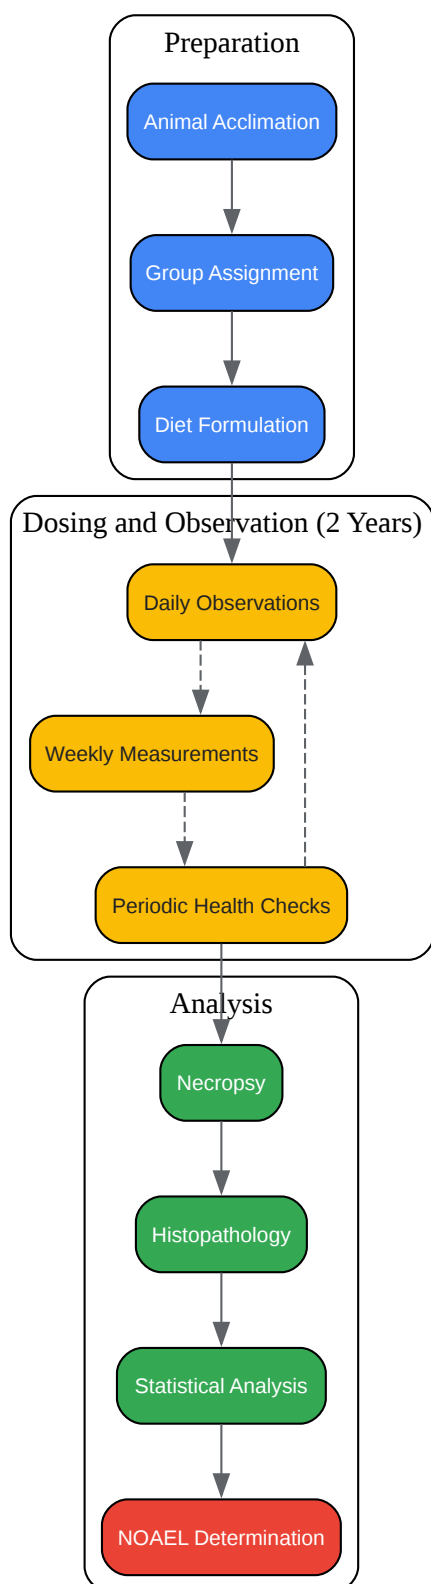 Preparation
Animal Acclimation
Group Assignment
Diet Formulation
Dosing and Observation (2 Years)
Daily Observations
Weekly Measurements
Periodic Health Checks
Analysis
Necropsy
Histopathology
Statistical Analysis
NOAEL Determination